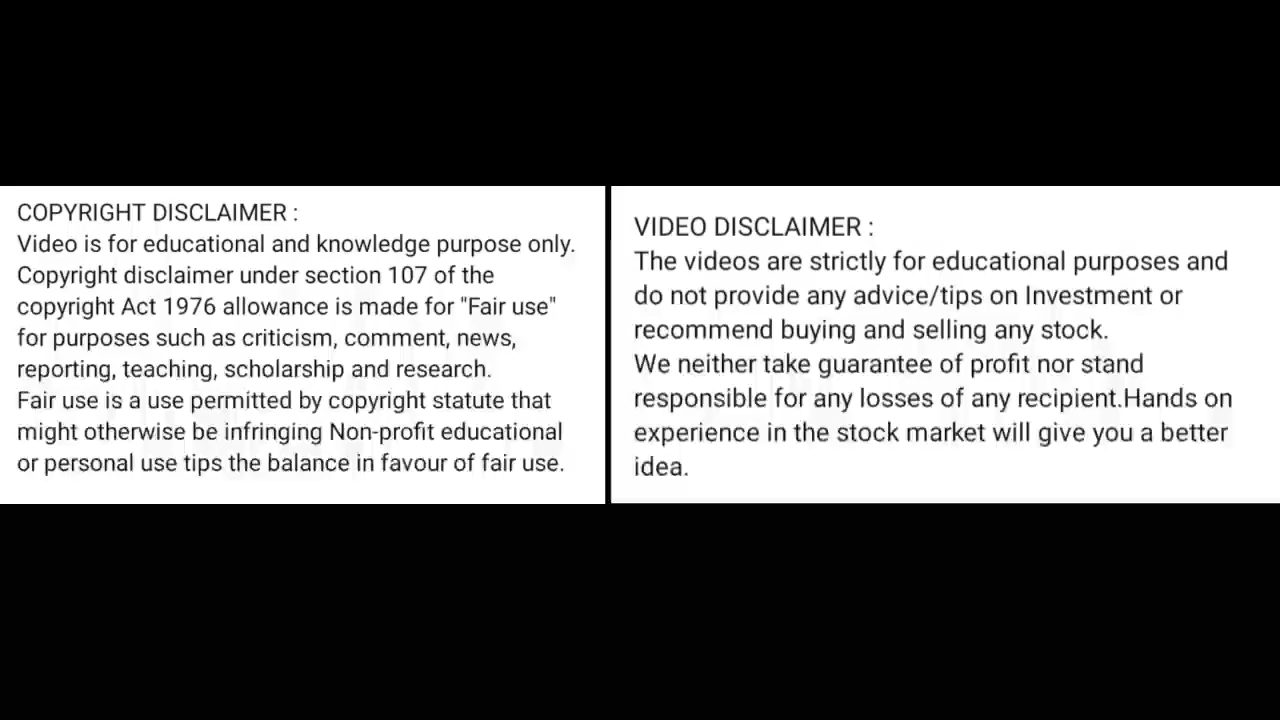 COPYRIGHT DISCLAIMER :
Video is for educational and knowledge purpose only.
Copyright disclaimer under section 107 of the
copyright Act 1976 allowance is made for "Fair use"
for purposes such as criticism, comment, news,
reporting, teaching, scholarship and research.
Fair use is a use permitted by copyright statute that
might otherwise be infringing Non-profit educational
or personal use tips the balance in favour of fair use.
VIDEO DISCLAIMER :
The videos are strictly for educational purposes and
do not provide any advice/tips on Investment or
recommend buying and selling any stock.
We neither take guarantee of profit nor stand
responsible for any losses of any recipient.Hands on
experience in the stock market will give you a better
idea.